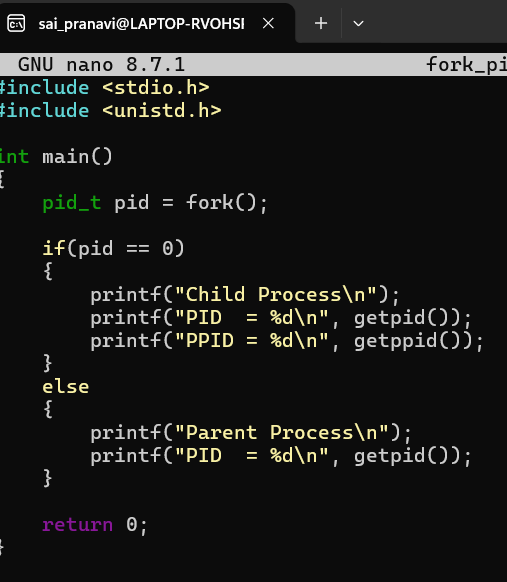 sai_pranavi@LAPTOP-RVOHSI
GNU nano 8.7.1 fork_pi
#include <stdio.h>
#include <unistd.h>
int main()
{
    pid_t pid = fork();
    if(pid == 0)
    {
        printf("Child Process\n");
        printf("PID  = %d\n", getpid());
        printf("PPID = %d\n", getppid());
    }
    else
    {
        printf("Parent Process\n");
        printf("PID  = %d\n", getpid());
    }
    return 0;
}